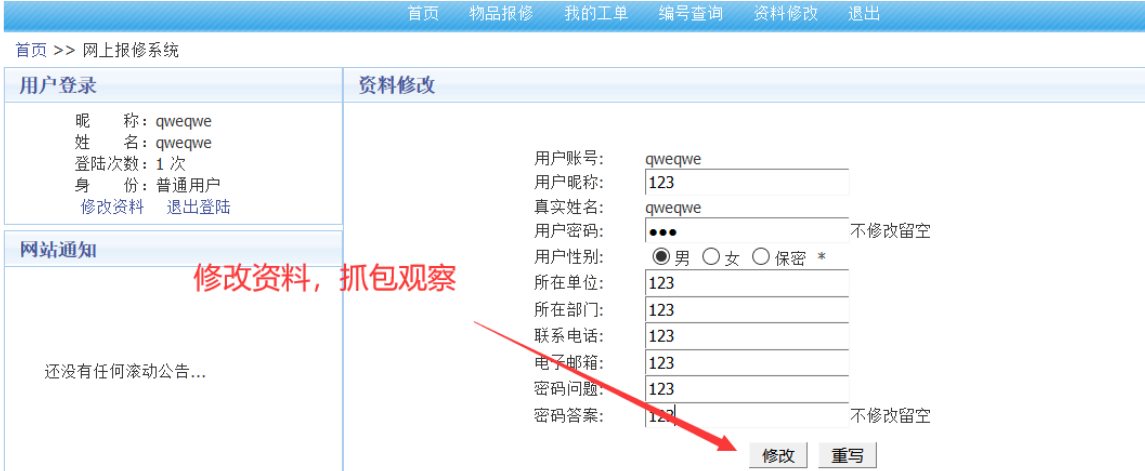 首页 物品报修 我的工单 编号查询 资料修改 退出
首页 >> 网上报修系统
用户登录
昵 称: qweqwe
姓 名: qweqwe
登陆次数: 1 次
身 份: 普通用户
修改资料 退出登陆
网站通知
还没有任何滚动公告...
资料修改
用户账号: qweqwe
用户昵称: 123
真实姓名: qweqwe
用户密码: ●●● 不修改留空
用户性别: 男 女 保密 *
所在单位: 123
所在部门: 123
联系电话: 123
电子邮箱: 123
密码问题: 123
密码答案: 123 不修改留空
修改 重写
修改资料，抓包观察